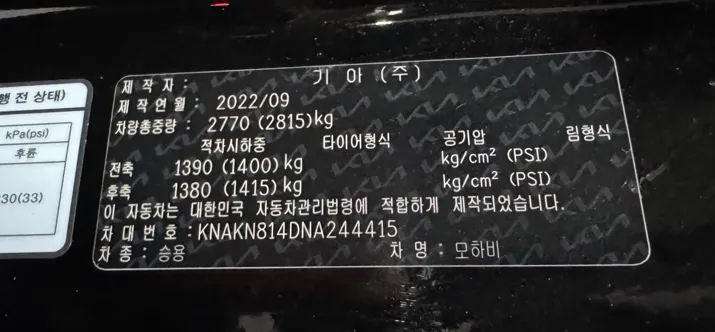 행 전 상태)
kPa(psi)
후륜
30(33)
제 작 자 : 기 아 (주)
제 작 연 월 : 2022/09
차량총중량 : 2770 (2815)kg
적차시하중 타이어형식 공기압 림형식
전축 1390 (1400) kg kg/cm² (PSI)
후축 1380 (1415) kg kg/cm² (PSI)
이 자동차는 대한민국 자동차관리법령에 적합하게 제작되었습니다.
차 대 번 호 : KNAKN814DNA244415
차 종 : 승용 차 명 : 모하비